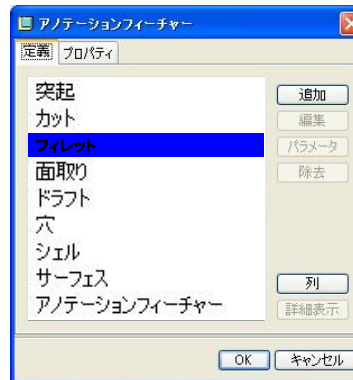 アノテーションフィーチャー
定義 プロパティ
突起
カット
フィレット
面取り
ドラフト
穴
シェル
サーフェス
アノテーションフィーチャー
追加
編集
パラメータ
除去
列
詳細表示
OK キャンセル